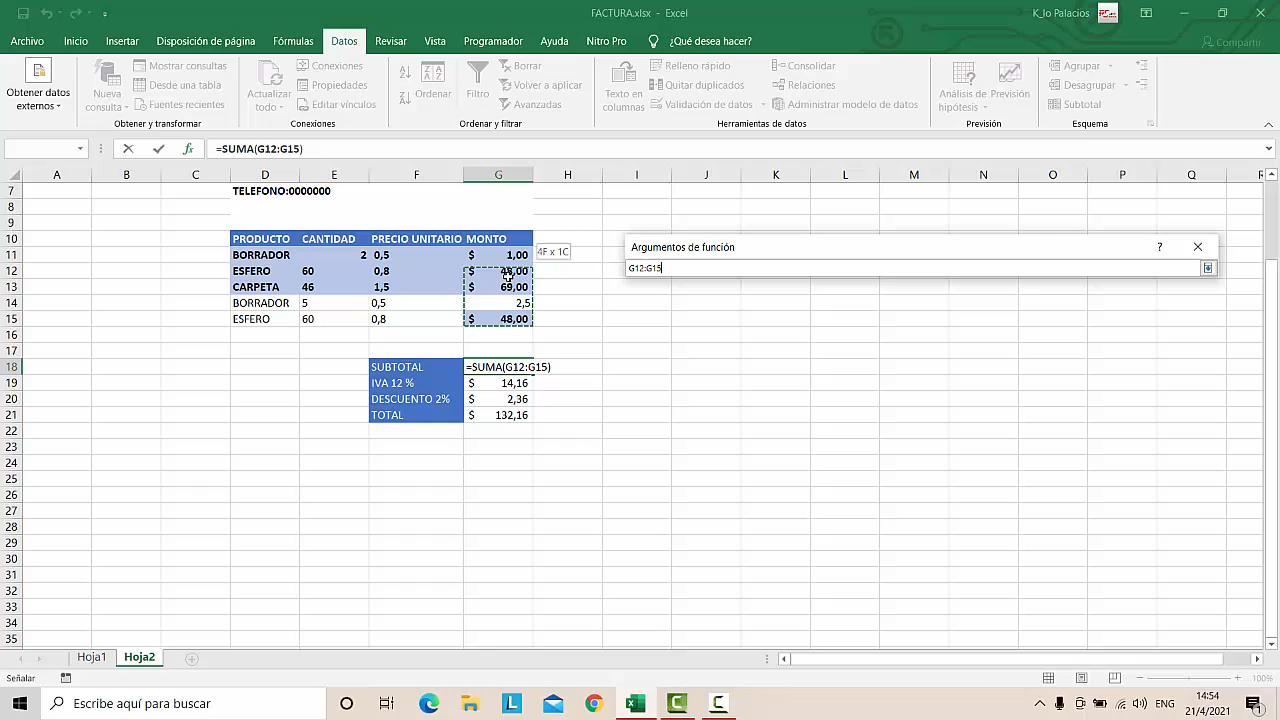 FACTURA.xlsx - Excel
K_lo Palacios
Archivo Inicio Insertar Disposición de página Fórmulas Datos Revisar Vista Programador Ayuda Nitro Pro ¿Qué desea hacer? Compartir
Obtener datos externos
Nueva consulta
Mostrar consultas
Desde una tabla
Fuentes recientes
Obtener y transformar
Actualizar todo
Conexiones
Propiedades
Editar vínculos
Conexiones
Ordenar
Filtro
Borrar
Volver a aplicar
Avanzadas
Ordenar y filtrar
Texto en columnas
Relleno rápido
Quitar duplicados
Validación de datos
Consolidar
Relaciones
Administrar modelo de datos
Herramientas de datos
Análisis de hipótesis
Previsión
Previsión
Agrupar
Desagrupar
Subtotal
Esquema
fx =SUMA(G12:G15)
A B C D E F G H I J K L M N O P Q R
7 TELEFONO:0000000
8
9
10 PRODUCTO CANTIDAD PRECIO UNITARIO MONTO
11 BORRADOR 2 0,5 $ 1,00 4F x 1C
12 ESFERO 60 0,8 $ 48,00
13 CARPETA 46 1,5 $ 69,00
14 BORRADOR 5 0,5 2,5
15 ESFERO 60 0,8 $ 48,00
16
17
18 SUBTOTAL =SUMA(G12:G15)
19 IVA 12 % $ 14,16
20 DESCUENTO 2% $ 2,36
21 TOTAL $ 132,16
22
23
24
25
26
27
28
29
30
31
32
33
34
35
Argumentos de función ?
G12:G15
Hoja1 Hoja2
Señalar 100%
Escribe aquí para buscar
ENG
14:54
21/4/2021